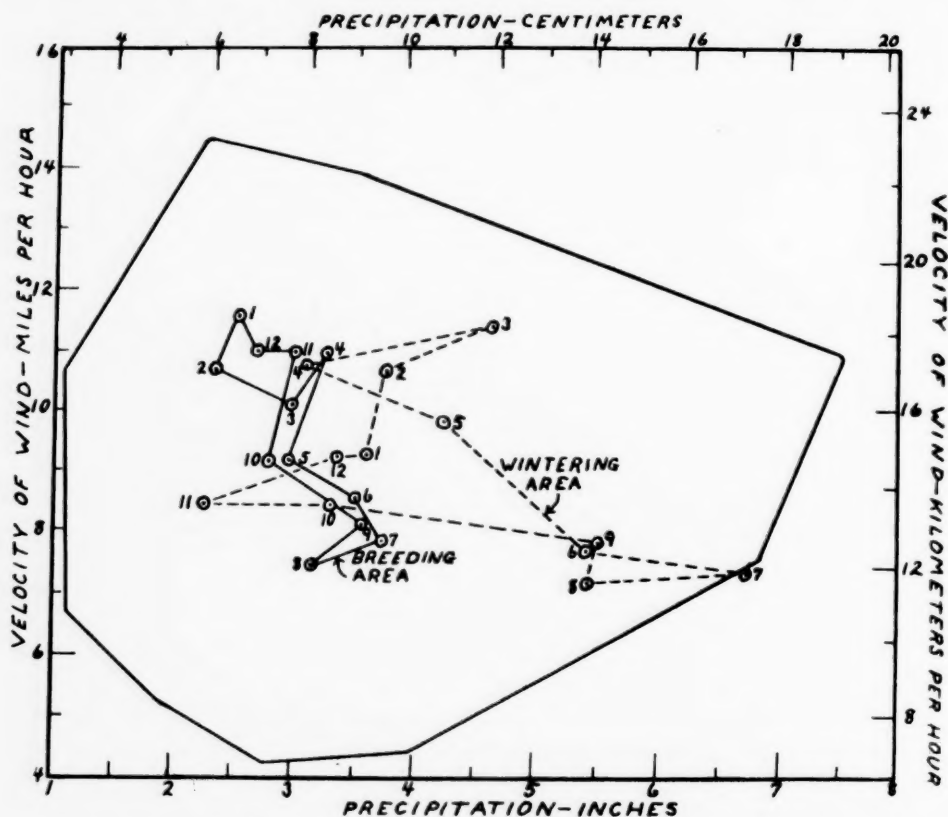 PRECIPITATION-CENTIMETERS
4 6 8 10 12 14 16 18 20
16
14
12
10
8
6
4
VELOCITY OF WIND-MILES PER HOUR
24
20
16
12
8
VELOCITY OF WIND-KILOMETERS PER HOUR
1
12 11 4 3
2 4 2
3
5
10 5 12 1
WINTERING
AREA
11 6
10
9 9
7 6
8 BREEDING 8 7
AREA
1 2 3 4 5 6 7 8
PRECIPITATION-INCHES